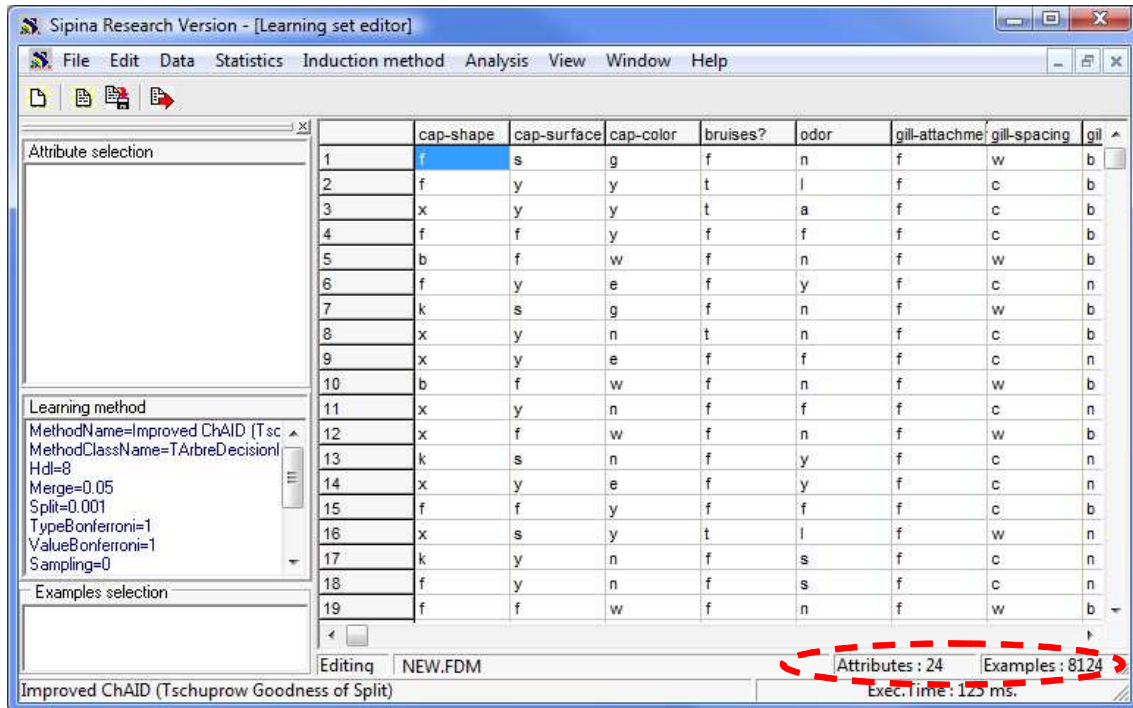 Sipina Research Version - [Learning set editor]
File Edit Data Statistics Induction method Analysis View Window Help
Attribute selection
cap-shape cap-surface cap-color bruises? odor gill-attachme gill-spacing gil
1 f s g f n f w b
2 f y y t l f c b
3 x y y t a f c b
4 f f y f f f c b
5 b f w f n f w b
6 f y e f y f c n
7 k s g f n f w b
8 x y n t n f c b
9 x y e f f f c n
10 b f w f n f w b
11 x y n f f f c n
12 x f w f n f w b
13 k s n f y f c n
14 x y e f y f c n
15 f f y f f f c b
16 x s y t l f w n
17 k y n f s f c n
18 f y n f s f c n
19 f f w f n f w b
Learning method
MethodName=Improved ChAID (Tsc
MethodClassName=TArbreDecisionI
Hdl=8
Merge=0.05
Split=0.001
TypeBonferroni=1
ValueBonferroni=1
Sampling=0
Examples selection
Editing NEW.FDM Attributes : 24 Examples : 8124
Improved ChAID (Tschuprow Goodness of Split) Exec.Time : 125 ms.